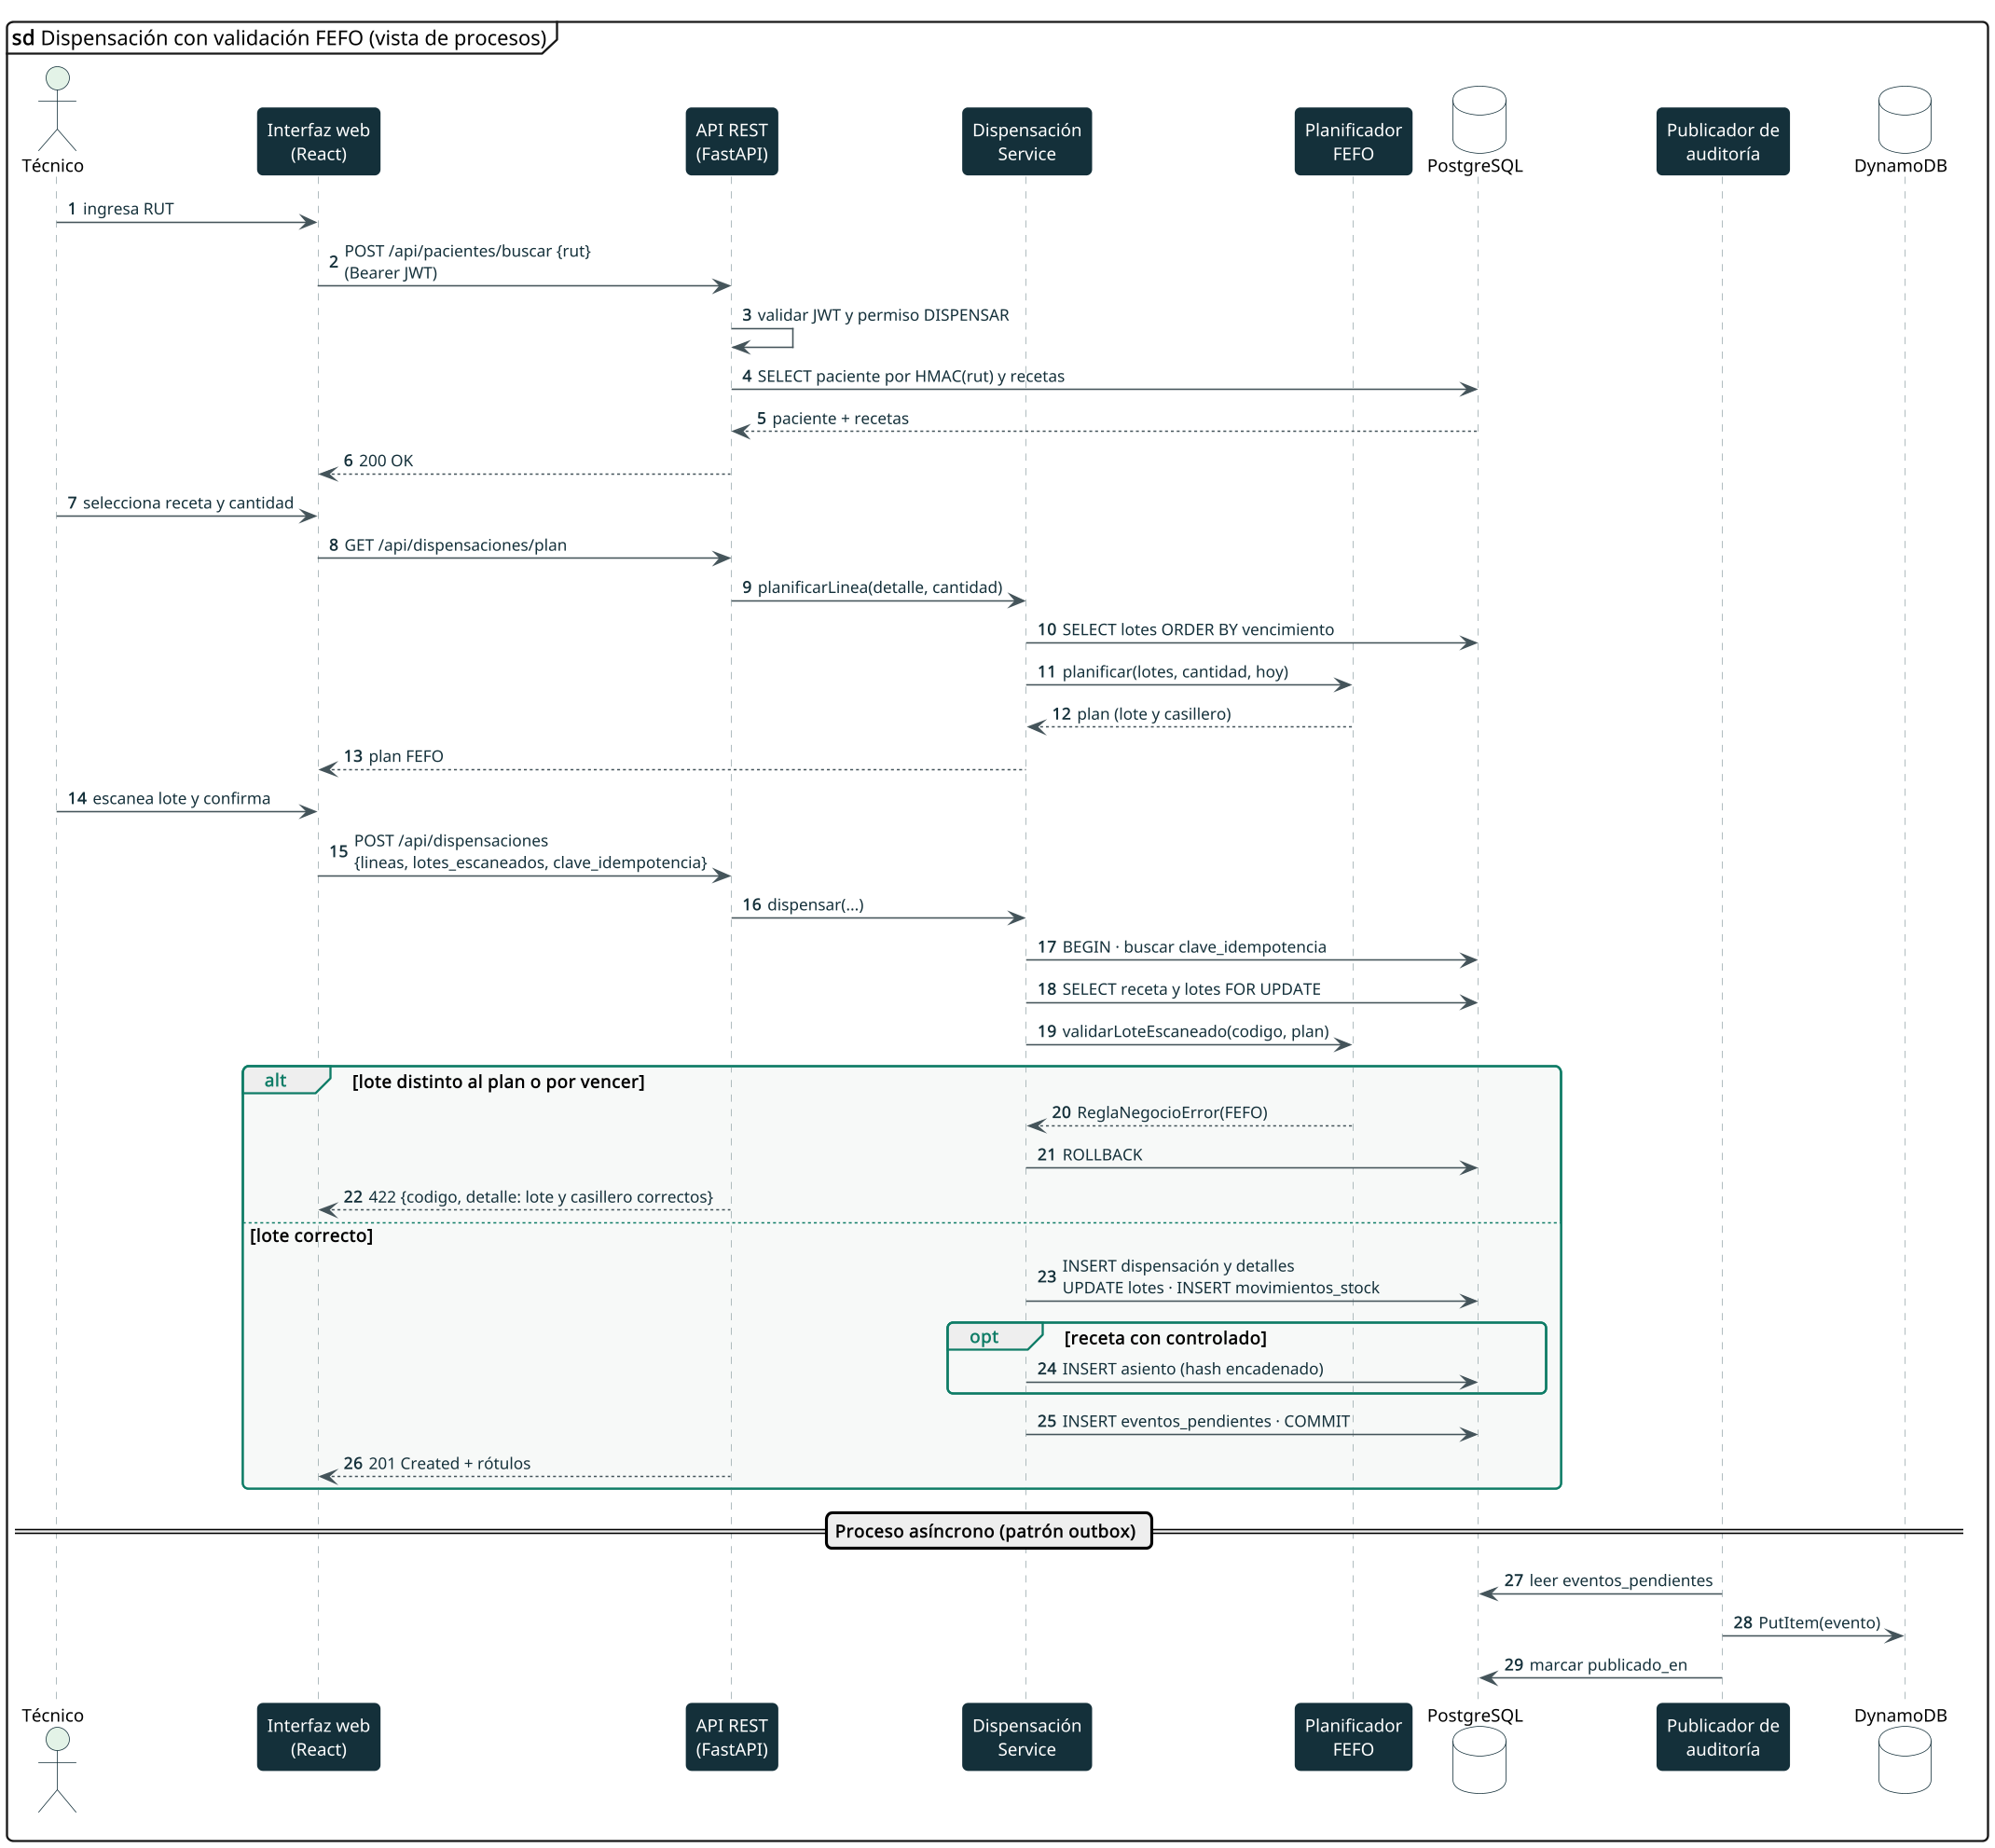 sd Dispensación con validación FEFO (vista de procesos)
Técnico
Interfaz web
(React)
API REST
(FastAPI)
Dispensación
Service
Planificador
FEFO
PostgreSQL
Publicador de
auditoría
DynamoDB
1 ingresa RUT
2 POST /api/pacientes/buscar {rut}
(Bearer JWT)
3 validar JWT y permiso DISPENSAR
4 SELECT paciente por HMAC(rut) y recetas
5 paciente + recetas
6 200 OK
7 selecciona receta y cantidad
8 GET /api/dispensaciones/plan
9 planificarLinea(detalle, cantidad)
10 SELECT lotes ORDER BY vencimiento
11 planificar(lotes, cantidad, hoy)
12 plan (lote y casillero)
13 plan FEFO
14 escanea lote y confirma
15 POST /api/dispensaciones
{lineas, lotes_escaneados, clave_idempotencia}
16 dispensar(...)
17 BEGIN · buscar clave_idempotencia
18 SELECT receta y lotes FOR UPDATE
19 validarLoteEscaneado(codigo, plan)
alt [lote distinto al plan o por vencer]
20 ReglaNegocioError(FEFO)
21 ROLLBACK
22 422 {codigo, detalle: lote y casillero correctos}
[lote correcto]
23 INSERT dispensación y detalles
UPDATE lotes · INSERT movimientos_stock
opt [receta con controlado]
24 INSERT asiento (hash encadenado)
25 INSERT eventos_pendientes · COMMIT
26 201 Created + rótulos
Proceso asíncrono (patrón outbox)
27 leer eventos_pendientes
28 PutItem(evento)
29 marcar publicado_en
Técnico
Interfaz web
(React)
API REST
(FastAPI)
Dispensación
Service
Planificador
FEFO
PostgreSQL
Publicador de
auditoría
DynamoDB